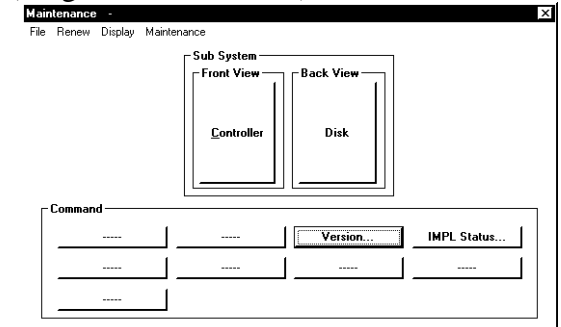 Maintenance -
File Renew Display Maintenance
Sub System
Front View Back View
Controller Disk
Command
----- ----- Version... IMPL Status...
----- ----- ----- -----
-----